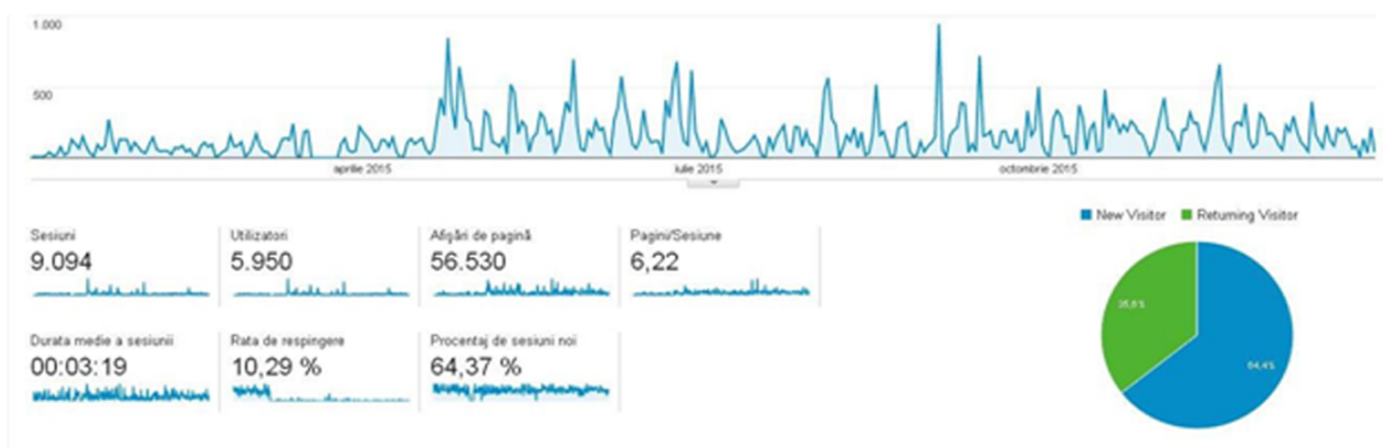 1.000
500
aprilie 2015
iulie 2015
octombrie 2015
New Visitor
Returning Visitor
Sesiuni
9.094
Utilizatori
5.950
Afișări de pagină
56.530
Pagini/Sesiune
6,22
35,6%
64,4%
Durata medie a sesiunii
00:03:19
Rata de respingere
10,29 %
Procentaj de sesiuni noi
64,37 %